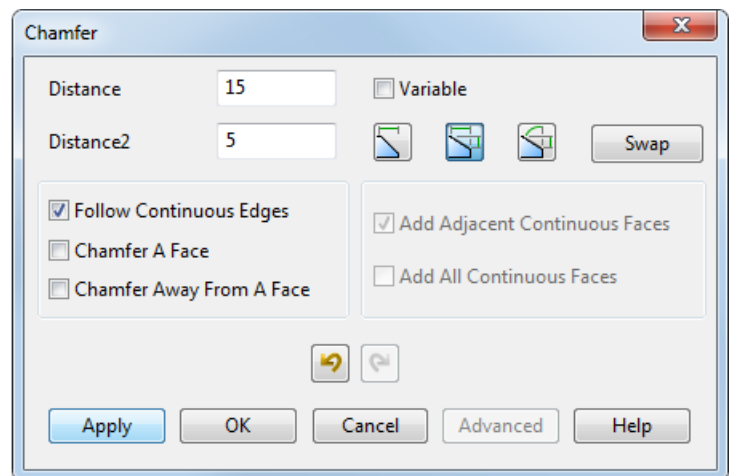 Chamfer
Distance 15 Variable
Distance2 5 Swap
Follow Continuous Edges
Chamfer A Face
Chamfer Away From A Face
Add Adjacent Continuous Faces
Add All Continuous Faces
Apply OK Cancel Advanced Help